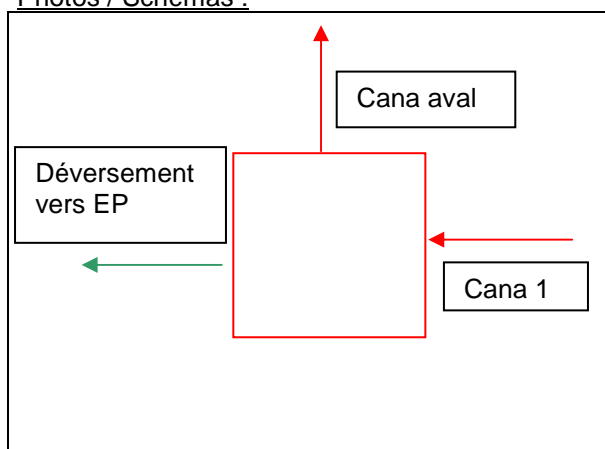 Photos / Schémas :
Cana aval
Déversement
vers EP
Cana 1